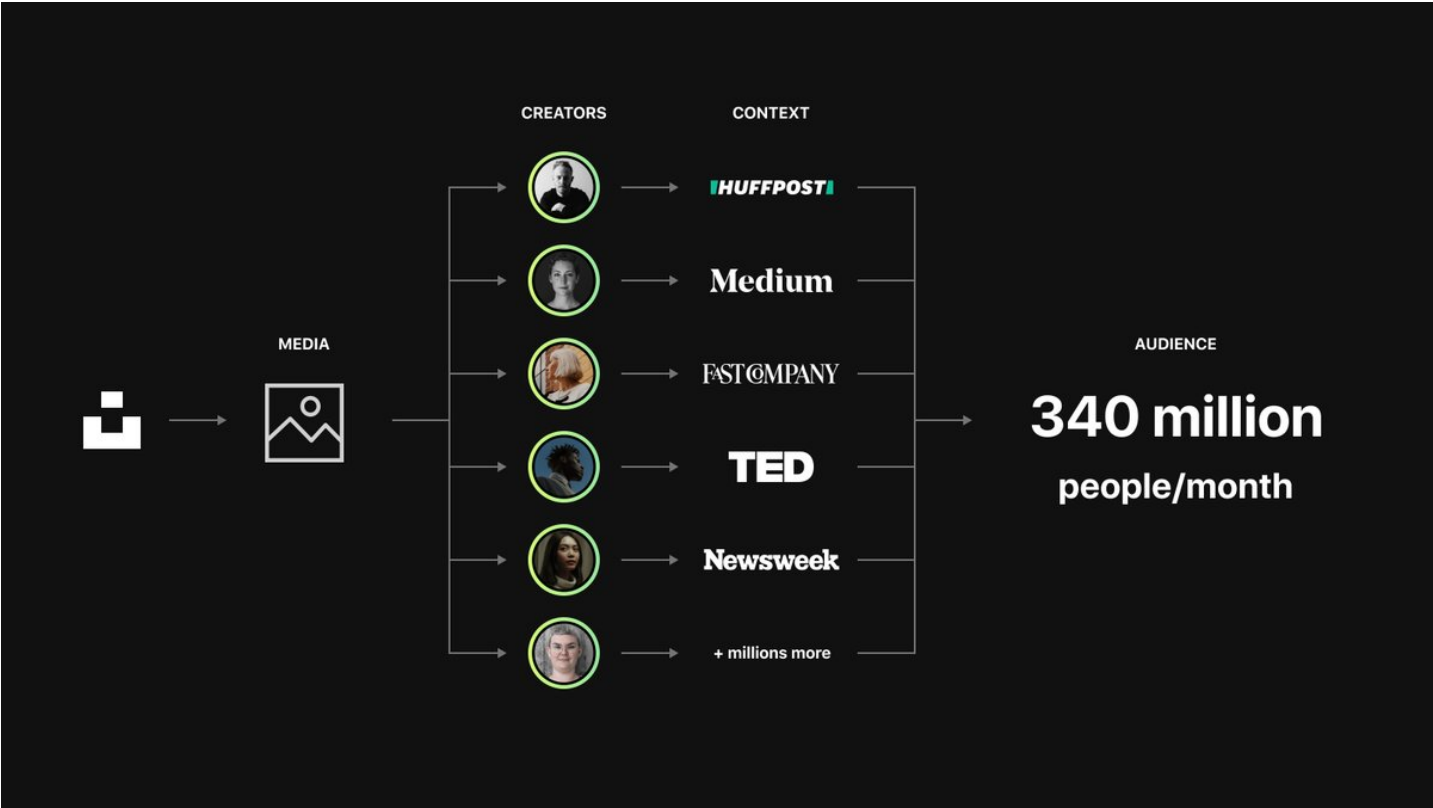 CREATORS
CONTEXT
HUFFPOST
Medium
MEDIA
AUDIENCE
FAST COMPANY
340 million
TED
people/month
Newsweek
+ millions more